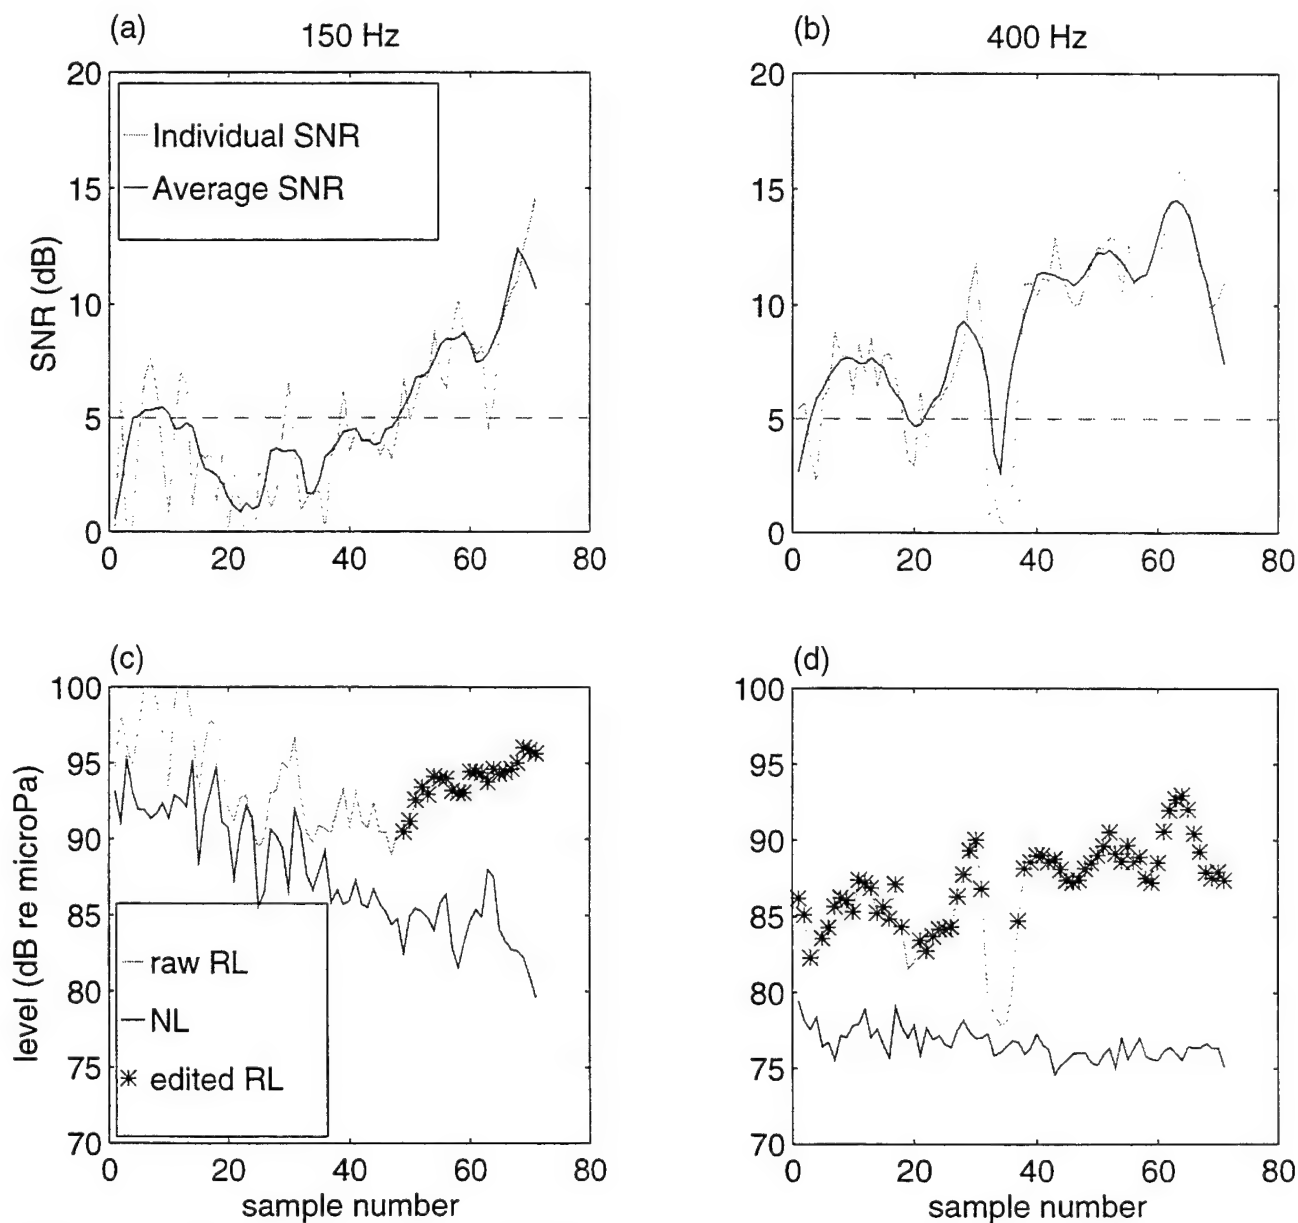 (a)
150 Hz
20
15
10
5
0
SNR (dB)
Individual SNR
Average SNR
0
20
40
60
80
(b)
400 Hz
20
15
10
5
0
0
20
40
60
80
(c)
100
95
90
85
80
75
70
level (dB re microPa)
raw RL
NL
edited RL
0
20
40
60
80
sample number
(d)
100
95
90
85
80
75
70
0
20
40
60
80
sample number